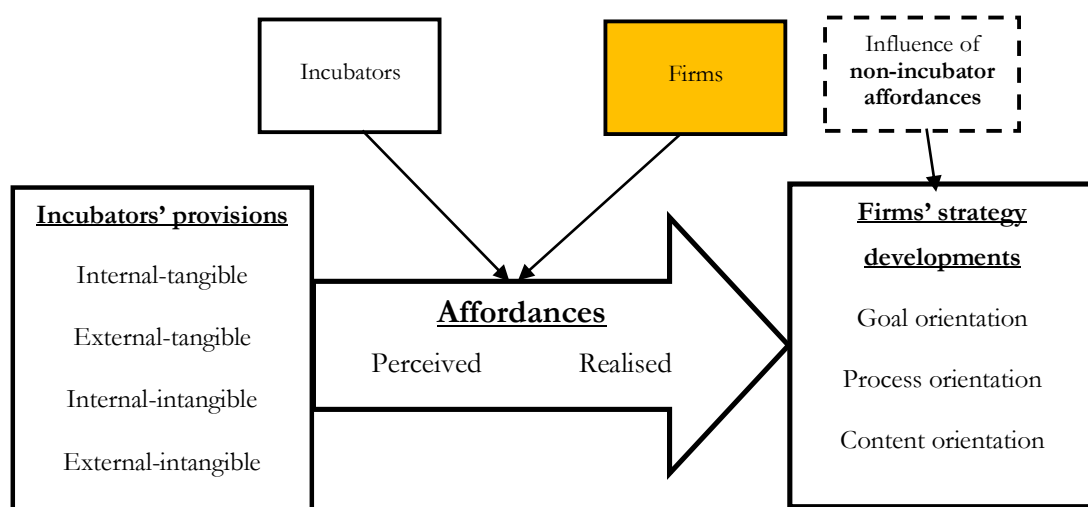 Incubators
Firms
Influence of
non-incubator
affordances
Incubators’ provisions
Internal-tangible
External-tangible
Internal-intangible
External-intangible
Affordances
Perceived Realised
Firms’ strategy
developments
Goal orientation
Process orientation
Content orientation